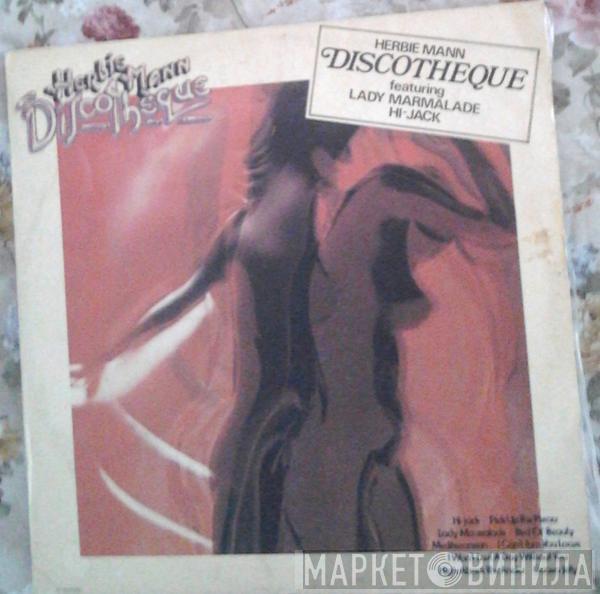 Herbie
Mann
Discotheque
HERBIE MANN
DISCOTHEQUE
featuring
LADY MARMALADE
HI-JACK
Hi-jack Pick Up The Pieces
Lady Marmalade Bird Of Beauty
Mediterranean I Can't Turn You Loose
МАРКЕТ ВИНИЛА